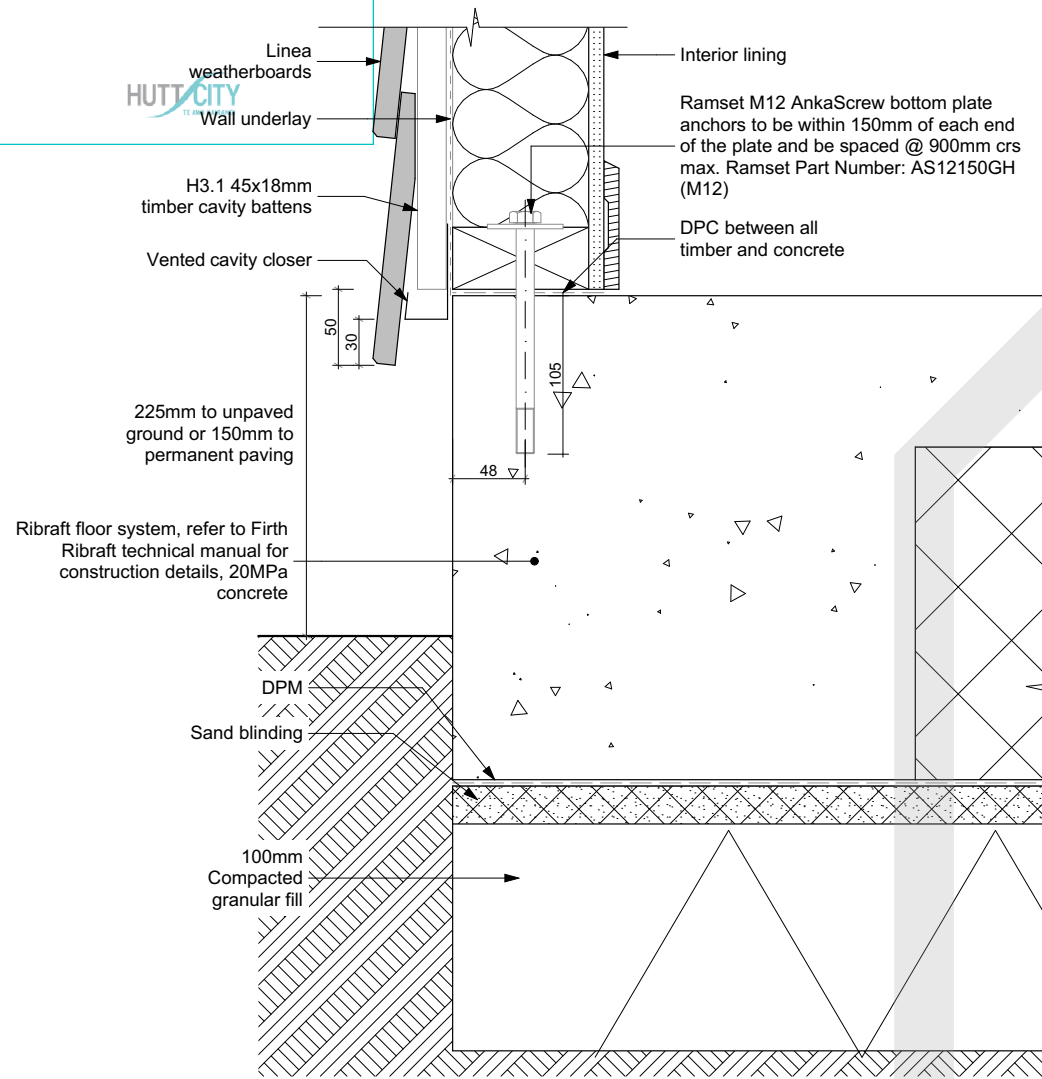 Linea
weatherboards
HUTT CITY
Wall underlay
H3.1 45x18mm
timber cavity battens
Vented cavity closer
Interior lining
Ramset M12 AnkaScrew bottom plate
anchors to be within 150mm of each end
of the plate and be spaced @ 900mm crs
max. Ramset Part Number: AS12150GH
(M12)
DPC between all
timber and concrete
50
30
105
48
225mm to unpaved
ground or 150mm to
permanent paving
Ribraft floor system, refer to Firth
Ribraft technical manual for
construction details, 20MPa
concrete
DPM
Sand blinding
100mm
Compacted
granular fill